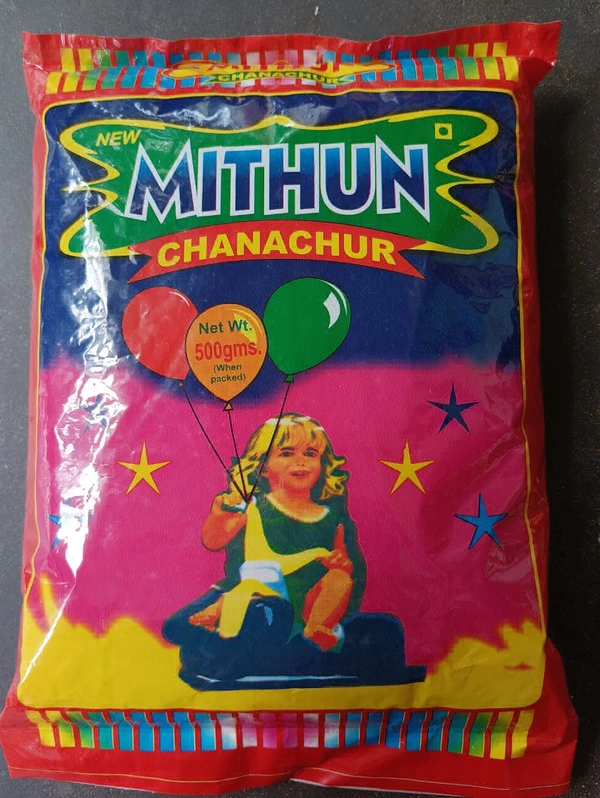 CHANACHUR
NEW
MITHUN
CHANACHUR
Net Wt.
500gms.
(When
packed)